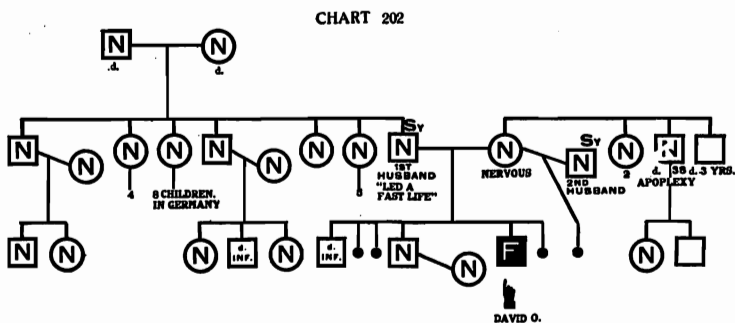 CHART 202
N N
d. d.
N N N N N N N N SY N N SY N N N
1ST HUSBAND
"LED A
FAST LIFE"
NERVOUS
2ND
HUSBAND
2
d. 38
APOPLEXY
d. 3 YRS.
4
8 CHILDREN.
IN GERMANY
N N N d. INF. N d. INF. N N F N
DAVID O.